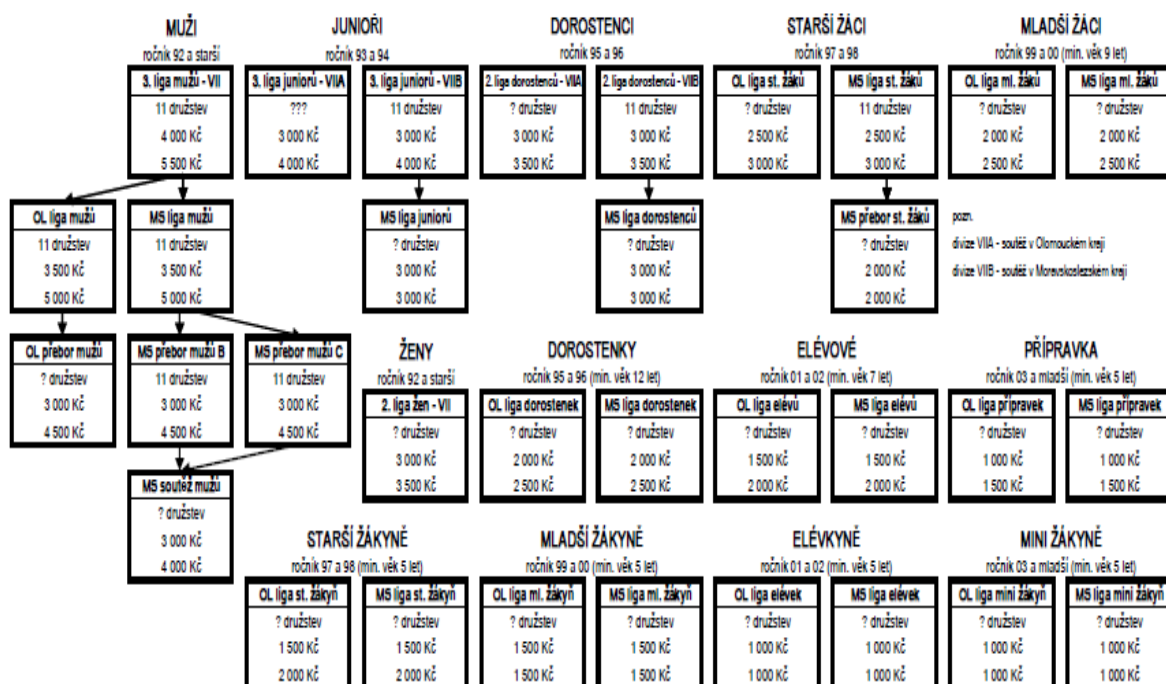 MUŽI
ročník 92 a starší
3. liga mužů - VII
11 družstev
4 000 Kč
5 500 Kč
OL liga mužů
11 družstev
3 500 Kč
5 000 Kč
MS liga mužů
11 družstev
3 500 Kč
5 000 Kč
OL přebor mužů
? družstev
3 000 Kč
4 500 Kč
MS přebor mužů B
11 družstev
3 000 Kč
4 500 Kč
MS přebor mužů C
11 družstev
3 000 Kč
4 500 Kč
MS soutěž mužů
? družstev
3 000 Kč
4 000 Kč
JUNIOŘI
ročník 93 a 94
3. liga juniorů - VIIA
???
3 000 Kč
4 000 Kč
3. liga juniorů - VIIB
11 družstev
3 000 Kč
4 000 Kč
MS liga juniorů
? družstev
3 000 Kč
3 000 Kč
DOROSTENCI
ročník 95 a 96
2. liga dorostenců - VIIA
? družstev
3 000 Kč
3 500 Kč
2. liga dorostenců - VIIB
11 družstev
3 000 Kč
3 500 Kč
MS liga dorostenců
? družstev
3 000 Kč
3 000 Kč
STARŠÍ ŽÁCI
ročník 97 a 98
OL liga st. žáků
? družstev
2 500 Kč
3 000 Kč
MS liga st. žáků
11 družstev
2 500 Kč
3 000 Kč
MS přebor st. žáků
? družstev
2 000 Kč
2 000 Kč
MLADŠÍ ŽÁCI
ročník 99 a 00 (min. věk 9 let)
OL liga ml. žáků
? družstev
2 000 Kč
2 500 Kč
MS liga ml. žáků
? družstev
2 000 Kč
2 500 Kč
pozn.
divize VIIA - soutěž v Olomouckém kraji
divize VIIB - soutěž v Moravskoslezském kraji
ŽENY
ročník 92 a starší
2. liga žen - VII
? družstev
3 000 Kč
3 500 Kč
DOROSTENKY
ročník 95 a 96 (min. věk 12 let)
OL liga dorostenek
? družstev
2 000 Kč
2 500 Kč
MS liga dorostenek
? družstev
2 000 Kč
2 500 Kč
ELÉVOVÉ
ročník 01 a 02 (min. věk 7 let)
OL liga elévů
? družstev
1 500 Kč
2 000 Kč
MS liga elévů
? družstev
1 500 Kč
2 000 Kč
PŘÍPRAVKA
ročník 03 a mladší (min. věk 5 let)
OL liga přípravek
? družstev
1 000 Kč
1 500 Kč
MS liga přípravek
? družstev
1 000 Kč
1 500 Kč
STARŠÍ ŽÁKYNĚ
ročník 97 a 98 (min. věk 5 let)
OL liga st. žákyň
? družstev
1 500 Kč
2 000 Kč
MS liga st. žákyň
? družstev
1 500 Kč
2 000 Kč
MLADŠÍ ŽÁKYNĚ
ročník 99 a 00 (min. věk 5 let)
OL liga ml. žákyň
? družstev
1 500 Kč
1 500 Kč
MS liga ml. žákyň
? družstev
1 500 Kč
1 500 Kč
ELÉVKYNĚ
ročník 01 a 02 (min. věk 5 let)
OL liga elévek
? družstev
1 000 Kč
1 000 Kč
MS liga elévek
? družstev
1 000 Kč
1 000 Kč
MINI ŽÁKYNĚ
ročník 03 a mladší (min. věk 5 let)
OL liga mini žákyň
? družstev
1 000 Kč
1 000 Kč
MS liga mini žákyň
? družstev
1 000 Kč
1 000 Kč